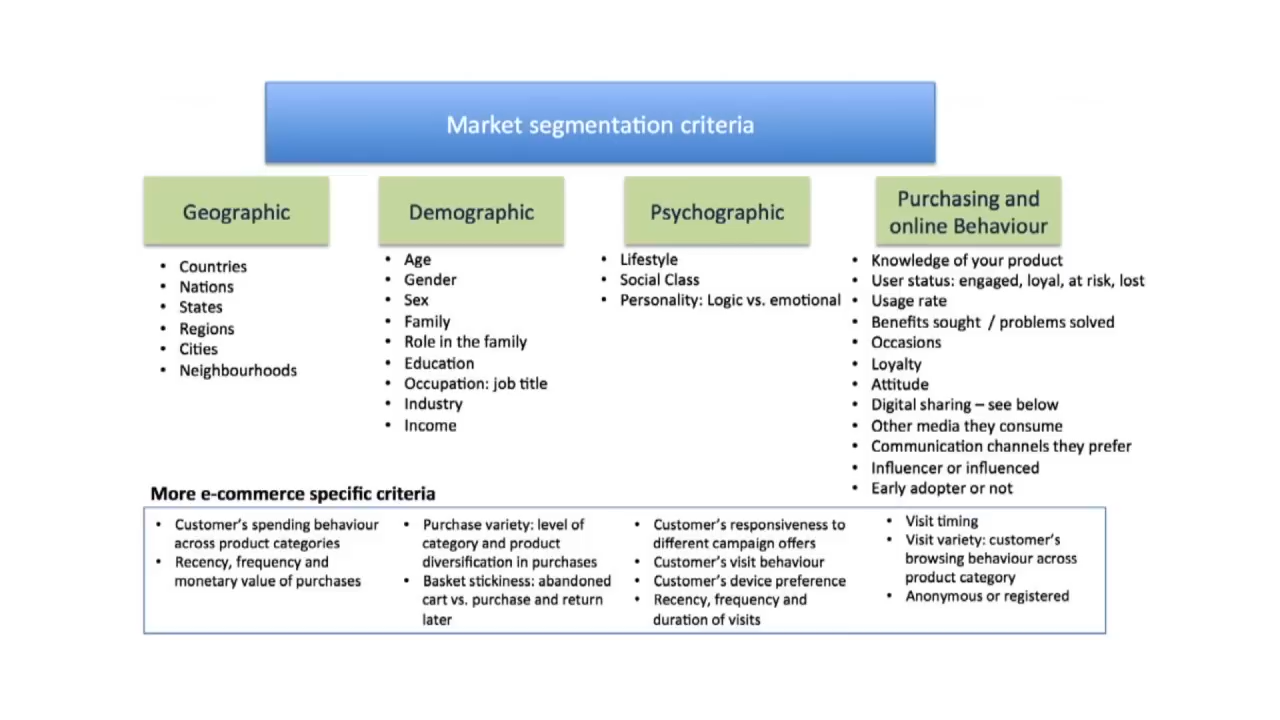 Market segmentation criteria
Geographic
• Countries
• Nations
• States
• Regions
• Cities
• Neighbourhoods
Demographic
• Age
• Gender
• Sex
• Family
• Role in the family
• Education
• Occupation: job title
• Industry
• Income
Psychographic
• Lifestyle
• Social Class
• Personality: Logic vs. emotional
Purchasing and
online Behaviour
• Knowledge of your product
• User status: engaged, loyal, at risk, lost
• Usage rate
• Benefits sought / problems solved
• Occasions
• Loyalty
• Attitude
• Digital sharing – see below
• Other media they consume
• Communication channels they prefer
• Influencer or influenced
• Early adopter or not
More e-commerce specific criteria
• Customer's spending behaviour
across product categories
• Recency, frequency and
monetary value of purchases
• Purchase variety: level of
category and product
diversification in purchases
• Basket stickiness: abandoned
cart vs. purchase and return
later
• Customer's responsiveness to
different campaign offers
• Customer's visit behaviour
• Customer's device preference
• Recency, frequency and
duration of visits
• Visit timing
• Visit variety: customer's
browsing behaviour across
product category
• Anonymous or registered